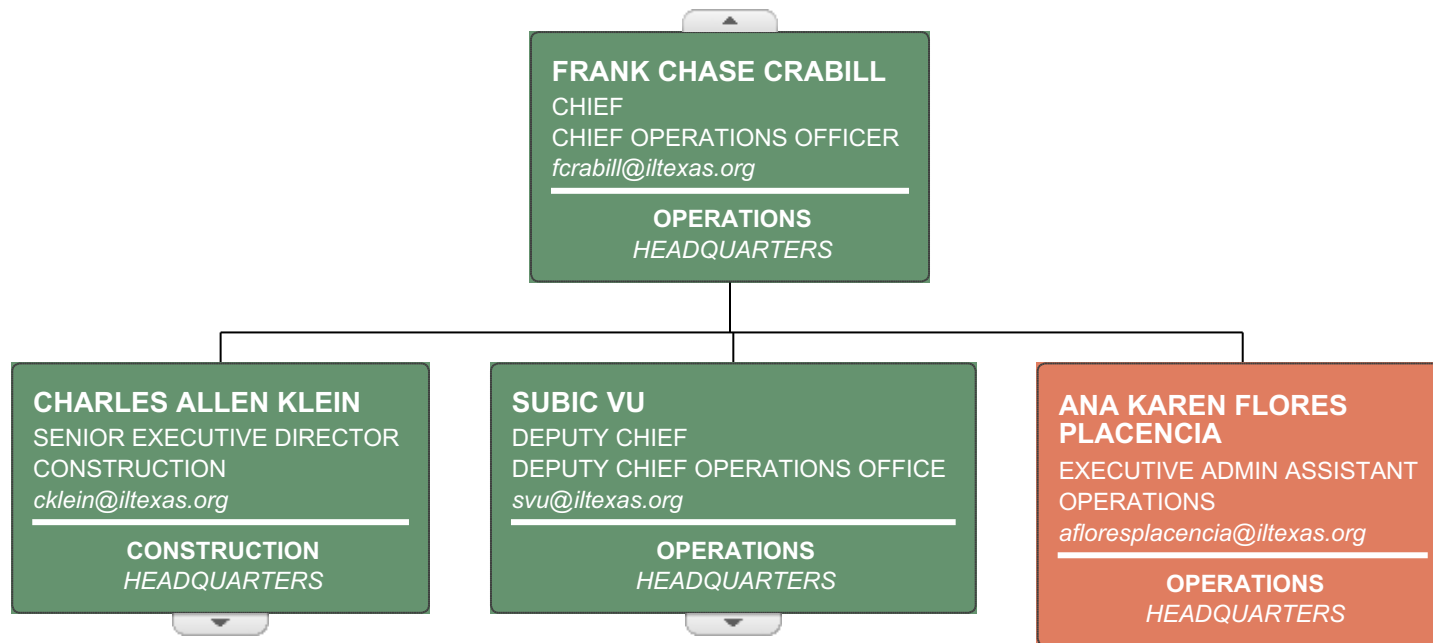 FRANK CHASE CRABILL
CHIEF
CHIEF OPERATIONS OFFICER
fcrabill@iltexas.org
OPERATIONS
HEADQUARTERS
CHARLES ALLEN KLEIN
SENIOR EXECUTIVE DIRECTOR
CONSTRUCTION
cklein@iltexas.org
CONSTRUCTION
HEADQUARTERS
SUBIC VU
DEPUTY CHIEF
DEPUTY CHIEF OPERATIONS OFFICE
svu@iltexas.org
OPERATIONS
HEADQUARTERS
ANA KAREN FLORES
PLACENCIA
EXECUTIVE ADMIN ASSISTANT
OPERATIONS
afloresplacencia@iltexas.org
OPERATIONS
HEADQUARTERS